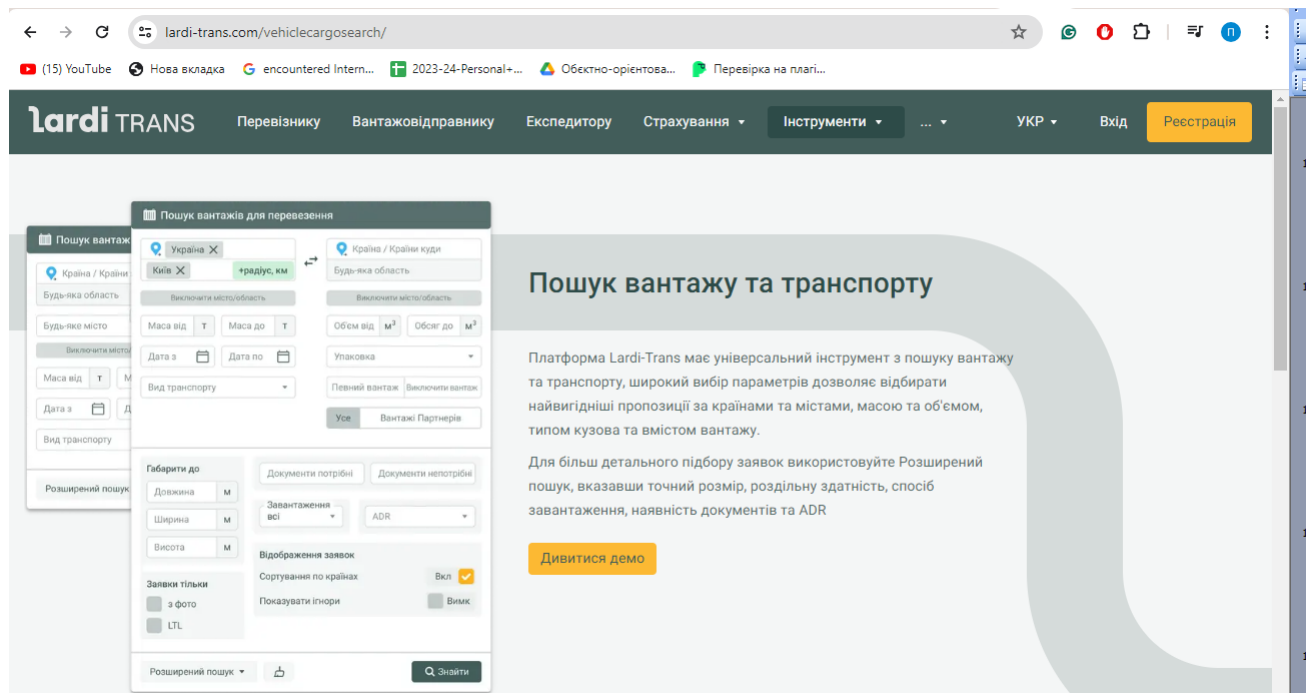 lardi-trans.com/vehiclecargosearch/
п
(15) YouTube Нова вкладка encountered Intern... 2023-24-Personal+... Обєктно-орієнтова... Перевірка на плагі...
lardi TRANS Перевізнику Вантажовідправнику Експедитору Страхування Інструменти ... УКР Вхід Реєстрація
Пошук вантаж
Країна / Країни
Будь-яка область
Будь-яке місто
Виключити місто/
Маса від т М
Дата з Д
Вид транспорту
Розширений пошук
Пошук вантажів для перевезення
Україна Країна / Країни куди
Київ +радіус, км Будь-яка область
Виключити місто/область Виключити місто/область
Маса від т Маса до т Об'єм від м³ Обсяг до м³
Дата з Дата по Упаковка
Вид транспорту Певний вантаж Виключити вантаж
Усе Вантажі Партнерів
Габарити до Документи потрібні Документи непотрібні
Довжина м
Завантаження
всі ADR
Ширина м
Висота м
Відображення заявок
Сортування по країнах Вкл
Заявки тільки
з фото
Показувати ігнори Вимк
LTL
Розширений пошук Знайти
Пошук вантажу та транспорту
Платформа Lardi-Trans має універсальний інструмент з пошуку вантажу
та транспорту, широкий вибір параметрів дозволяє відбирати
найвигідніші пропозиції за країнами та містами, масою та об'ємом,
типом кузова та вмістом вантажу.
Для більш детального підбору заявок використовуйте Розширений
пошук, вказавши точний розмір, роздільну здатність, спосіб
завантаження, наявність документів та ADR
Дивитися демо